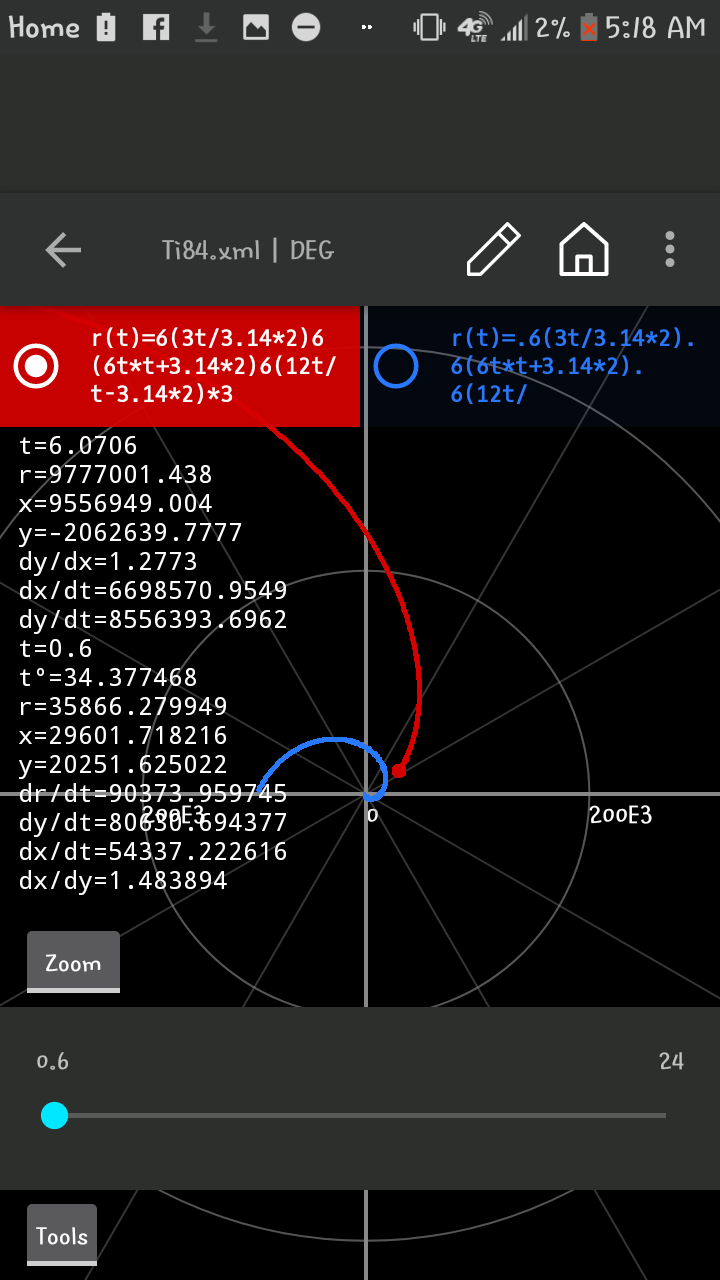 Home 4G LTE 2% 5:18 AM
Ti84.xml | DEG
r(t)=6(3t/3.14*2)6
(6t*t+3.14*2)6(12t/
t-3.14*2)*3
r(t)=.6(3t/3.14*2).
6(6t*t+3.14*2).
6(12t/
t=6.0706
r=9777001.438
x=9556949.004
y=-2062639.7777
dy/dx=1.2773
dx/dt=6698570.9549
dy/dt=8556393.6962
t=0.6
t°=34.377468
r=35866.279949
x=29601.718216
y=20251.625022
dr/dt=90373.959745
200E3 0 200E3
dy/dt=80630.694377
dx/dt=54337.222616
dx/dy=1.483894
Zoom
0.6 24
Tools